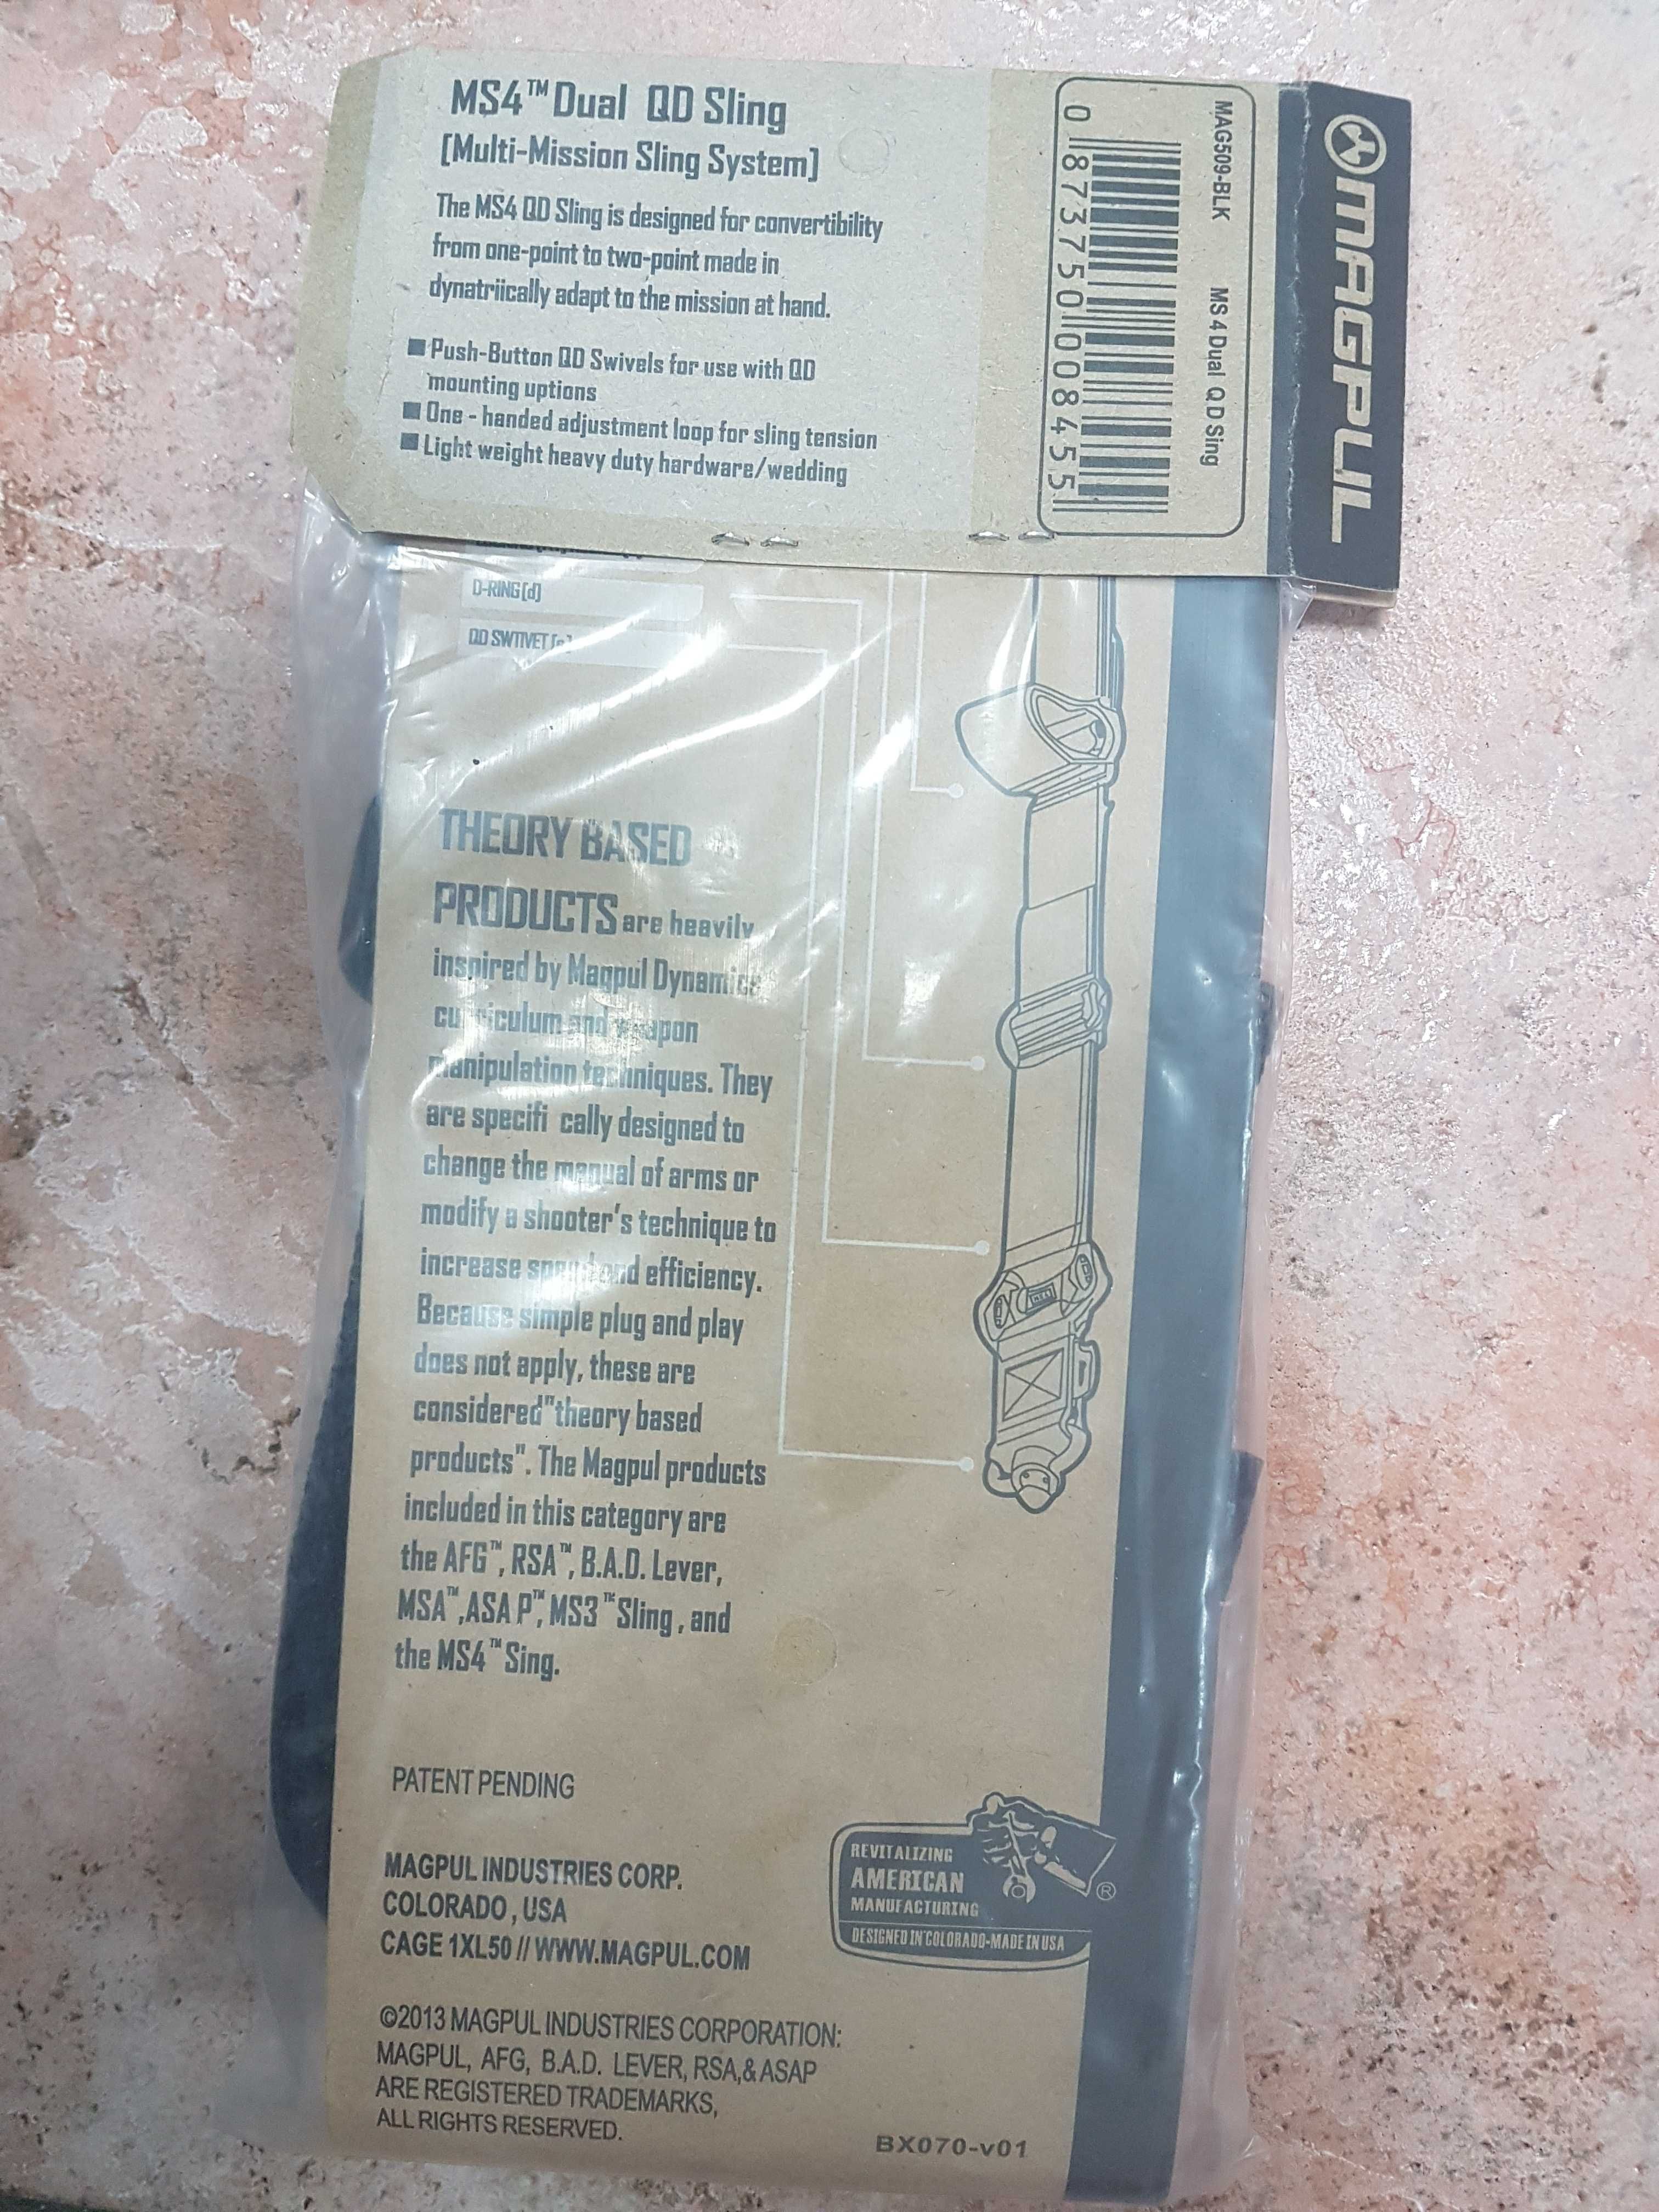 MS4™ Dual QD Sling
[Multi-Mission Sling System]
The MS4 QD Sling is designed for convertibility
from one-point to two-point made in
dynatriically adapt to the mission at hand.
■ Push-Button QD Swivels for use with QD
mounting uptions
■ One - handed adjustment loop for sling tension
■ Light weight heavy duty hardware/wedding
MAG509-BLK MS4 Dual QD Sing
0 873750 008455
MAGPUL
D-RING [d]
QD SWTIVET
THEORY BASED
PRODUCTS are heavily
inspired by Magpul Dynamics
curriculum and weapon
manipulation techniques. They
are specifi cally designed to
change the manual of arms or
modify a shooter's technique to
increase speed and efficiency.
Because simple plug and play
does not apply, these are
considered"theory based
products". The Magpul products
included in this category are
the AFG™, RSA™, B.A.D. Lever,
MSA™,ASA P™, MS3™ Sling , and
the MS4™ Sing.
PATENT PENDING
MAGPUL INDUSTRIES CORP.
COLORADO , USA
CAGE 1XL50 // WWW.MAGPUL.COM
REVITALIZING
AMERICAN
MANUFACTURING
DESIGNED IN COLORADO-MADE IN USA
®
©2013 MAGPUL INDUSTRIES CORPORATION:
MAGPUL, AFG, B.A.D. LEVER, RSA,& ASAP
ARE REGISTERED TRADEMARKS,
ALL RIGHTS RESERVED.
BX070-v01